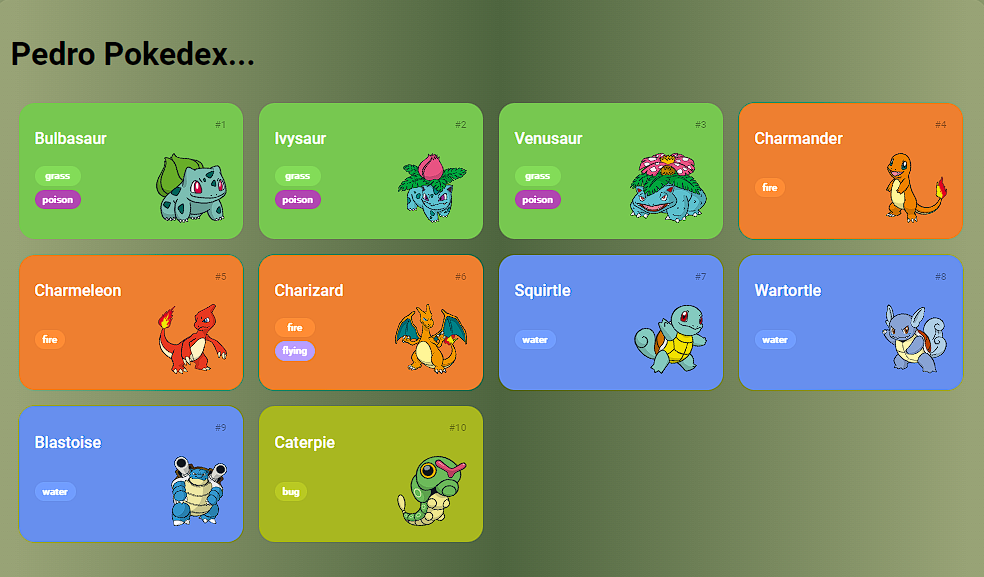 Pedro Pokedex...
#1
Bulbasaur
grass
poison
#2
Ivysaur
grass
poison
#3
Venusaur
grass
poison
#4
Charmander
fire
#5
Charmeleon
fire
#6
Charizard
fire
flying
#7
Squirtle
water
#8
Wartortle
water
#9
Blastoise
water
#10
Caterpie
bug